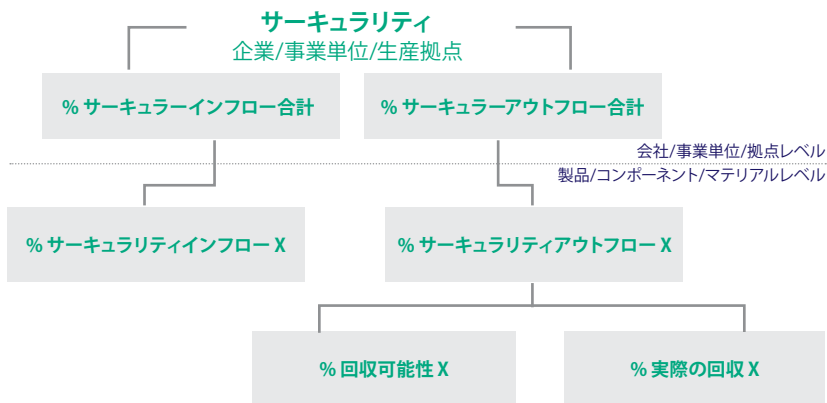 サーキュラリティ
企業/事業単位/生産拠点
% サーキュラーインフロー合計
% サーキュラーアウトフロー合計
会社/事業単位/拠点レベル
製品/コンポーネント/マテリアルレベル
% サーキュラリティインフロー X
% サーキュラリティアウトフロー X
% 回収可能性 X
% 実際の回収 X